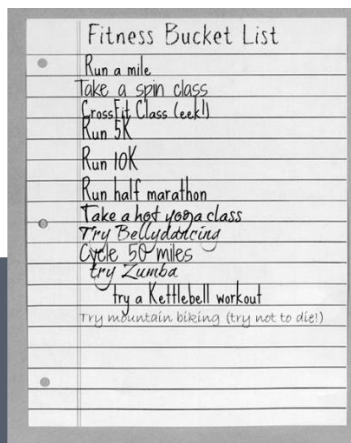 Fitness Bucket List
Run a mile
Take a spin class
CrossFit Class (eek!)
Run 5K
Run 10K
Run half marathon
Take a hot yoga class
Try Bellydancing
Cycle 50 miles
try Zumba
try a Kettlebell workout
Try mountain biking (try not to die!)